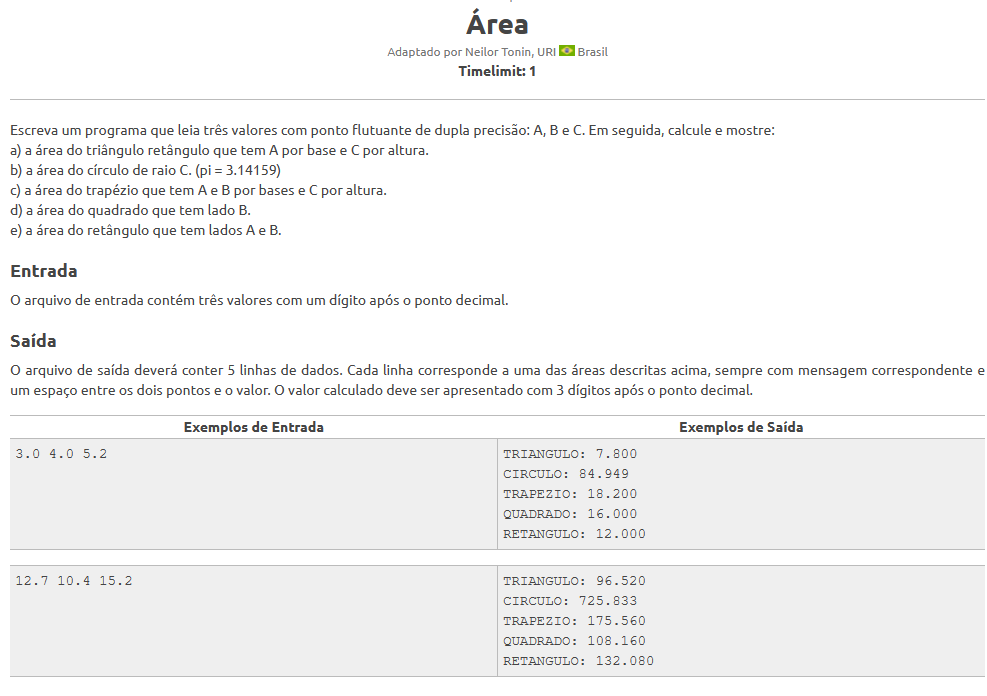 Área
Adaptado por Neilor Tonin, URI Brasil
Timelimit: 1
Escreva um programa que leia três valores com ponto flutuante de dupla precisão: A, B e C. Em seguida, calcule e mostre:
a) a área do triângulo retângulo que tem A por base e C por altura.
b) a área do círculo de raio C. (pi = 3.14159)
c) a área do trapézio que tem A e B por bases e C por altura.
d) a área do quadrado que tem lado B.
e) a área do retângulo que tem lados A e B.
Entrada
O arquivo de entrada contém três valores com um dígito após o ponto decimal.
Saída
O arquivo de saída deverá conter 5 linhas de dados. Cada linha corresponde a uma das áreas descritas acima, sempre com mensagem correspondente e
um espaço entre os dois pontos e o valor. O valor calculado deve ser apresentado com 3 dígitos após o ponto decimal.
Exemplos de Entrada
Exemplos de Saída
3.0 4.0 5.2
TRIANGULO: 7.800
CIRCULO: 84.949
TRAPEZIO: 18.200
QUADRADO: 16.000
RETANGULO: 12.000
12.7 10.4 15.2
TRIANGULO: 96.520
CIRCULO: 725.833
TRAPEZIO: 175.560
QUADRADO: 108.160
RETANGULO: 132.080